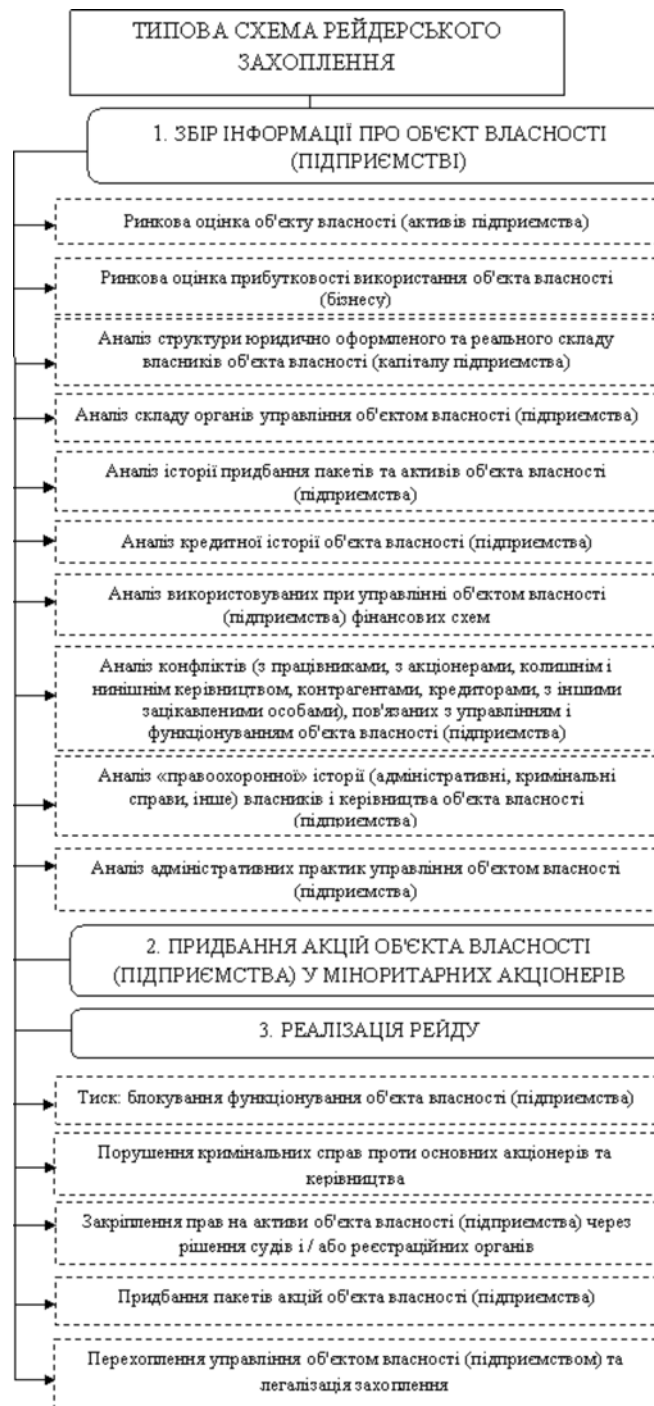 ТИПОВА СХЕМА РЕЙДЕРСЬКОГО
ЗАХОПЛЕННЯ
1. ЗБІР ІНФОРМАЦІЇ ПРО ОБ'ЄКТ ВЛАСНОСТІ
(ПІДПРИЄМСТВІ)
Ринкова оцінка об'єкту власності (активів підприємства)
Ринкова оцінка прибутковості використання об'єкта власності
(бізнесу)
Аналіз структури юридично оформленого та реального складу
власників об'єкта власності (капіталу підприємства)
Аналіз складу органів управління об'єктом власності (підприємства)
Аналіз історії придбання пакетів та активів об'єкта власності
(підприємства)
Аналіз кредитної історії об'єкта власності (підприємства)
Аналіз використовуваних при управлінні об'єктом власності
(підприємства) фінансових схем
Аналіз конфліктів (з працівниками, з акціонерами, колишнім і
нинішнім керівництвом, контрагентами, кредиторами, з іншими
зацікавленими особами), пов'язаних з управлінням і
функціонуванням об'єкта власності (підприємства)
Аналіз «правоохоронної» історії (адміністративні, кримінальні
справи, інше) власників і керівництва об'єкта власності
(підприємства)
Аналіз адміністративних практик управління об'єктом власності
(підприємства)
2. ПРИДБАННЯ АКЦІЙ ОБ'ЄКТА ВЛАСНОСТІ
(ПІДПРИЄМСТВА) У МІНОРИТАРНИХ АКЦІОНЕРІВ
3. РЕАЛІЗАЦІЯ РЕЙДУ
Тиск: блокування функціонування об'єкта власності (підприємства)
Порушення кримінальних справ проти основних акціонерів та
керівництва
Закріплення прав на активи об'єкта власності (підприємства) через
рішення судів і / або реєстраційних органів
Придбання пакетів акцій об'єкта власності (підприємства)
Перехоплення управління об'єктом власності (підприємством) та
легалізація захоплення